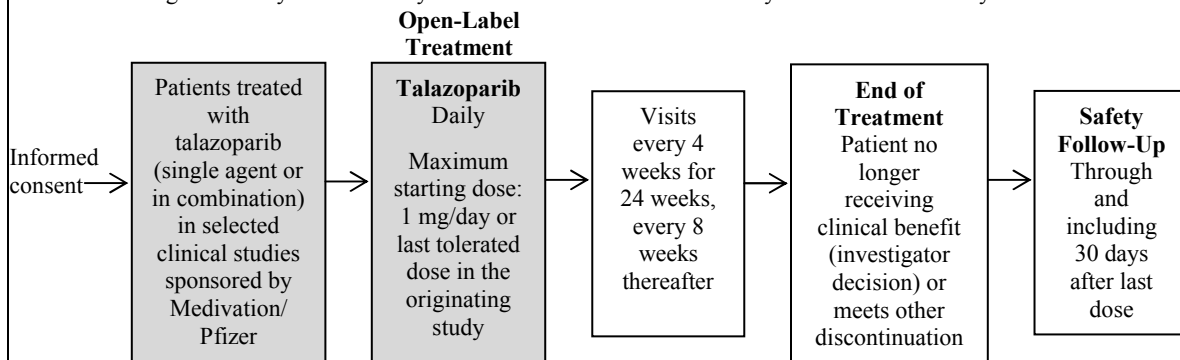 Open-Label
Treatment
Informed
consent
Patients treated
with
talazoparib
(single agent or
in combination)
in selected
clinical studies
sponsored by
Medivation/
Pfizer
Talazoparib
Daily
Maximum
starting dose:
1 mg/day or
last tolerated
dose in the
originating
study
Visits
every 4
weeks for
24 weeks,
every 8
weeks
thereafter
End of
Treatment
Patient no
longer
receiving
clinical benefit
(investigator
decision) or
meets other
discontinuation
Safety
Follow-Up
Through
and
including
30 days
after last
dose